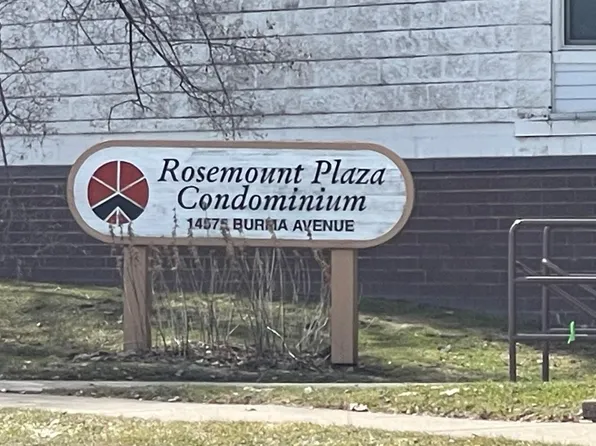 Rosemount Plaza
Condominium
14575 BURMA AVENUE